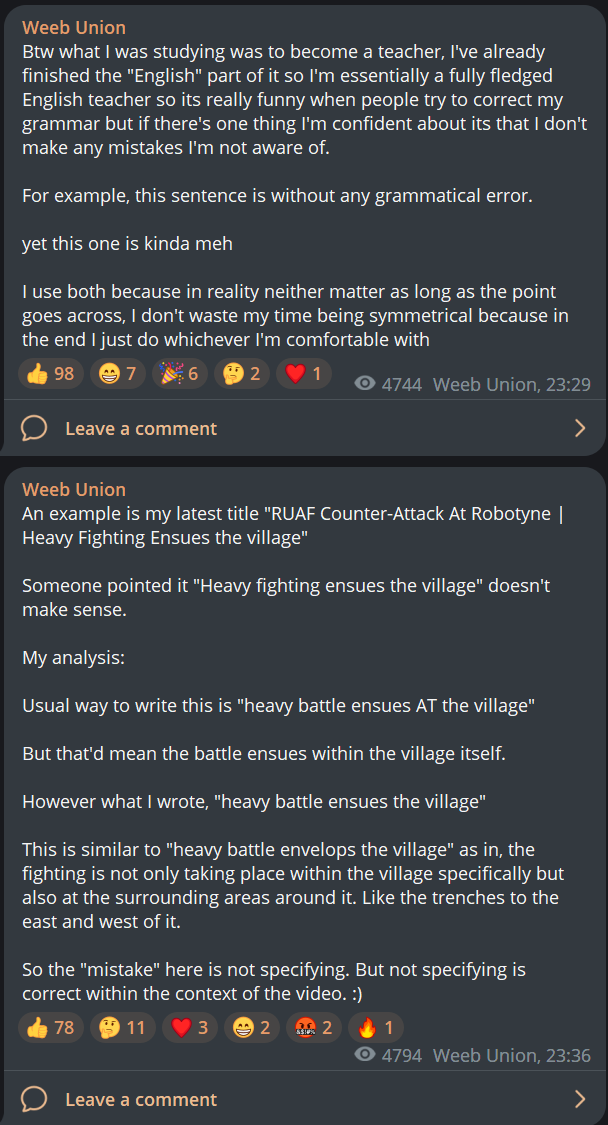 Weeb Union
Btw what I was studying was to become a teacher, I've already
finished the "English" part of it so I'm essentially a fully fledged
English teacher so its really funny when people try to correct my
grammar but if there's one thing I'm confident about its that I don't
make any mistakes I'm not aware of.
For example, this sentence is without any grammatical error.
yet this one is kinda meh
I use both because in reality neither matter as long as the point
goes across, I don't waste my time being symmetrical because in
the end I just do whichever I'm comfortable with
👍 98 😁 7 🎉 6 🤔 2 ❤️ 1
4744 Weeb Union, 23:29
Leave a comment
Weeb Union
An example is my latest title "RUAF Counter-Attack At Robotyne |
Heavy Fighting Ensues the village"
Someone pointed it "Heavy fighting ensues the village" doesn't
make sense.
My analysis:
Usual way to write this is "heavy battle ensues AT the village"
But that'd mean the battle ensues within the village itself.
However what I wrote, "heavy battle ensues the village"
This is similar to "heavy battle envelops the village" as in, the
fighting is not only taking place within the village specifically but
also at the surrounding areas around it. Like the trenches to the
east and west of it.
So the "mistake" here is not specifying. But not specifying is
correct within the context of the video. :)
👍 78 🤔 11 ❤️ 3 😁 2 🤬 2 🔥 1
4794 Weeb Union, 23:36
Leave a comment